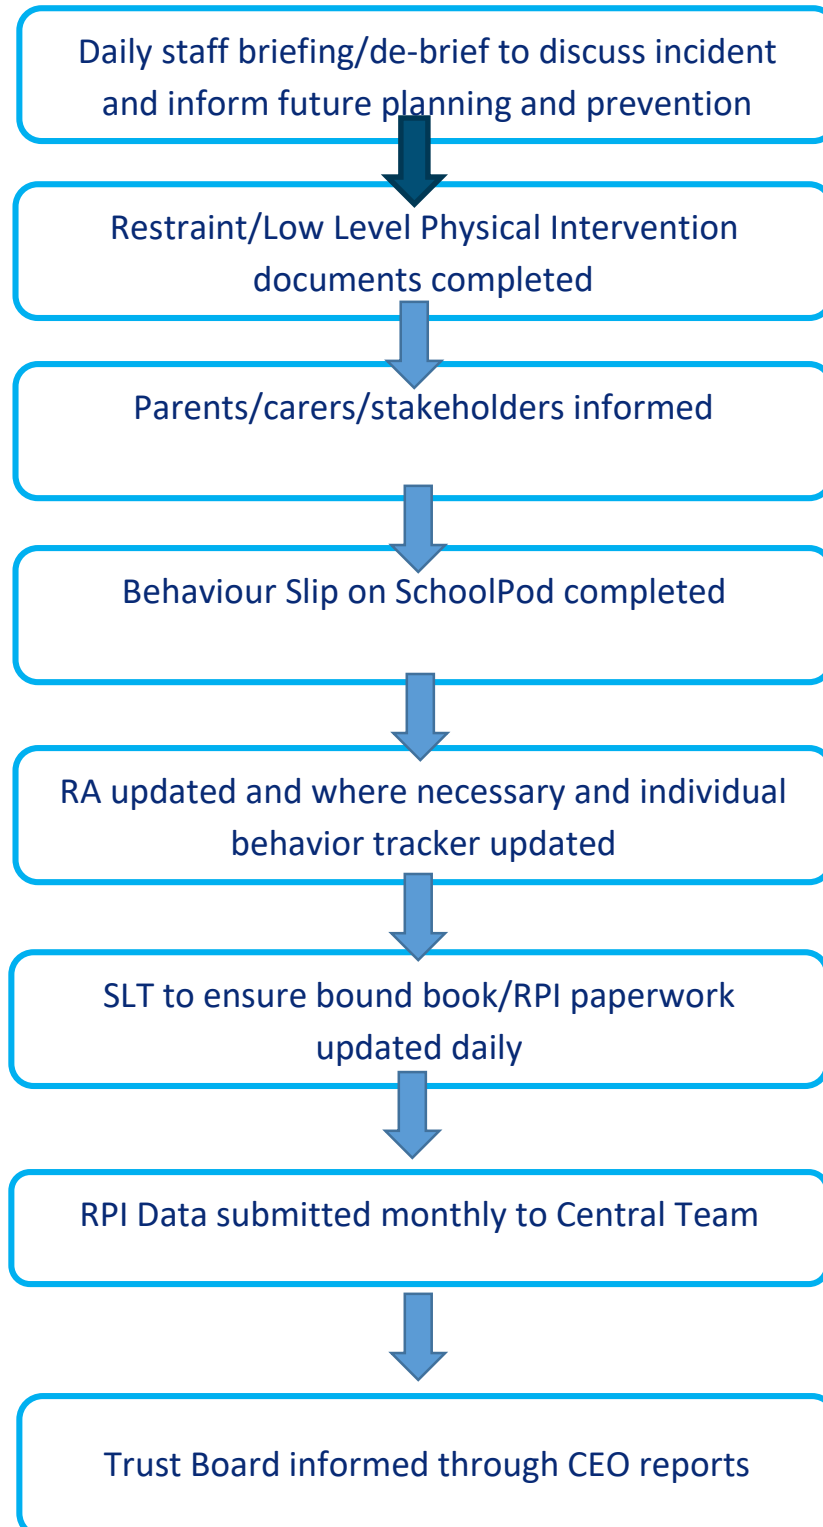 Daily staff briefing/de-brief to discuss incident
and inform future planning and prevention
Restraint/Low Level Physical Intervention
documents completed
Parents/carers/stakeholders informed
Behaviour Slip on SchoolPod completed
RA updated and where necessary and individual
behavior tracker updated
SLT to ensure bound book/RPI paperwork
updated daily
RPI Data submitted monthly to Central Team
Trust Board informed through CEO reports